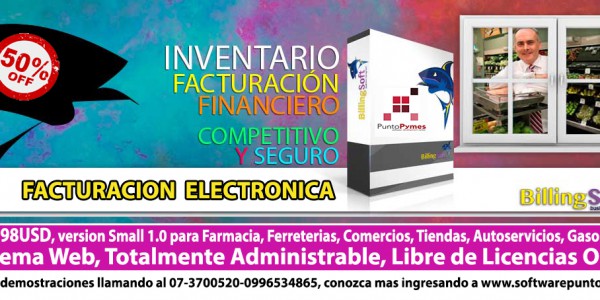 50%
OFF
INVENTARIO
FACTURACIÓN
FINANCIERO
COMPETITIVO
Y SEGURO
BillingSoft
PuntoPymes
FACTURACION ELECTRONICA
BillingS
98USD, version Small 1.0 para Farmacia, Ferreterias, Comercios, Tiendas, Autoservicios, Gaso
ema Web, Totalmente Administrable, Libre de Licencias O
demostraciones llamando al 07-3700520-0996534865, conozca mas ingresando a www.softwarepunto